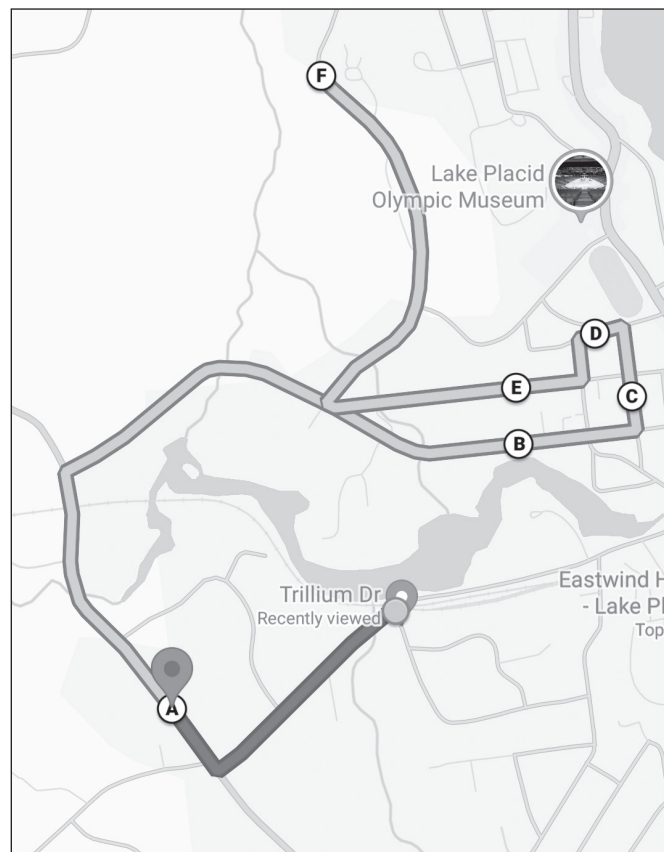 F
Lake Placid
Olympic Museum
D
E
C
B
Trillium Dr
Recently viewed
Eastwind H
- Lake Pl
Top
A